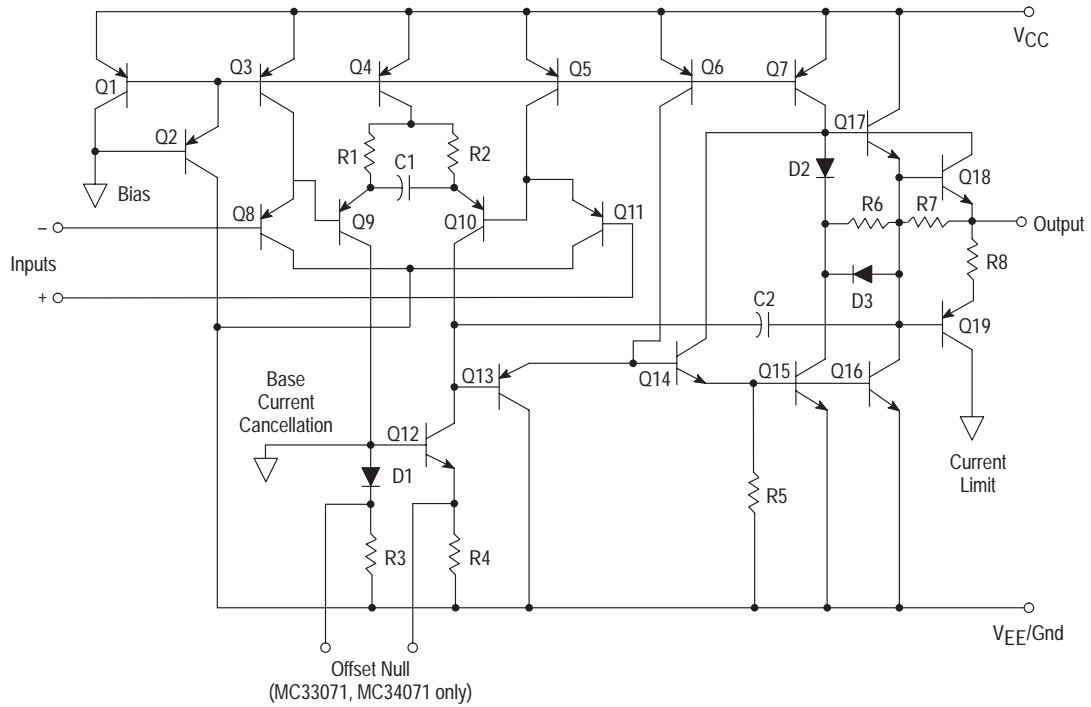 VCC
Q1
Q3
Q4
Q5
Q6
Q7
Q2
Q17
Bias
R1
C1
R2
D2
Q18
Q8
Q9
Q10
Q11
R6
R7
Output
–
Inputs
+
D3
R8
C2
Q19
Q13
Q14
Q15
Q16
Base
Current
Cancellation
Q12
D1
Current
Limit
R5
R3
R4
VEE/Gnd
Offset Null
(MC33071, MC34071 only)